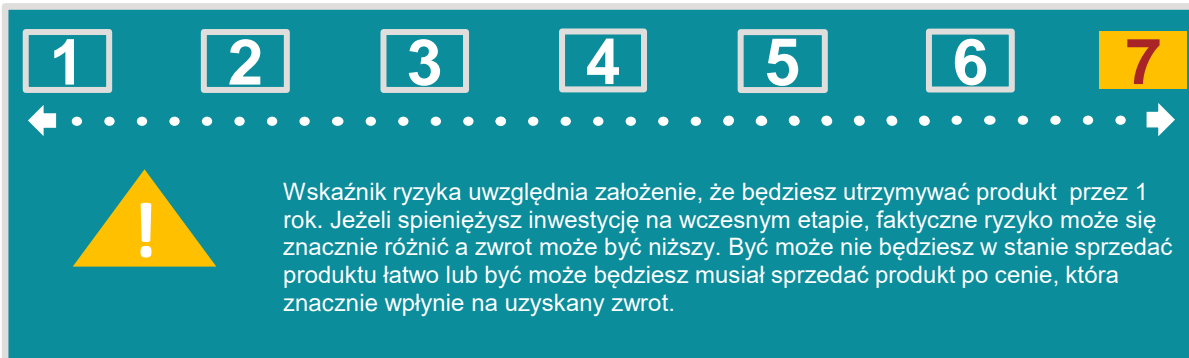 1 2 3 4 5 6 7
!
Wskaźnik ryzyka uwzględnia założenie, że będziesz utrzymywać produkt  przez 1
rok. Jeżeli spieniężysz inwestycję na wczesnym etapie, faktyczne ryzyko może się
znacznie różnić a zwrot może być niższy. Być może nie będziesz w stanie sprzedać
produktu łatwo lub być może będziesz musiał sprzedać produkt po cenie, która
znacznie wpłynie na uzyskany zwrot.